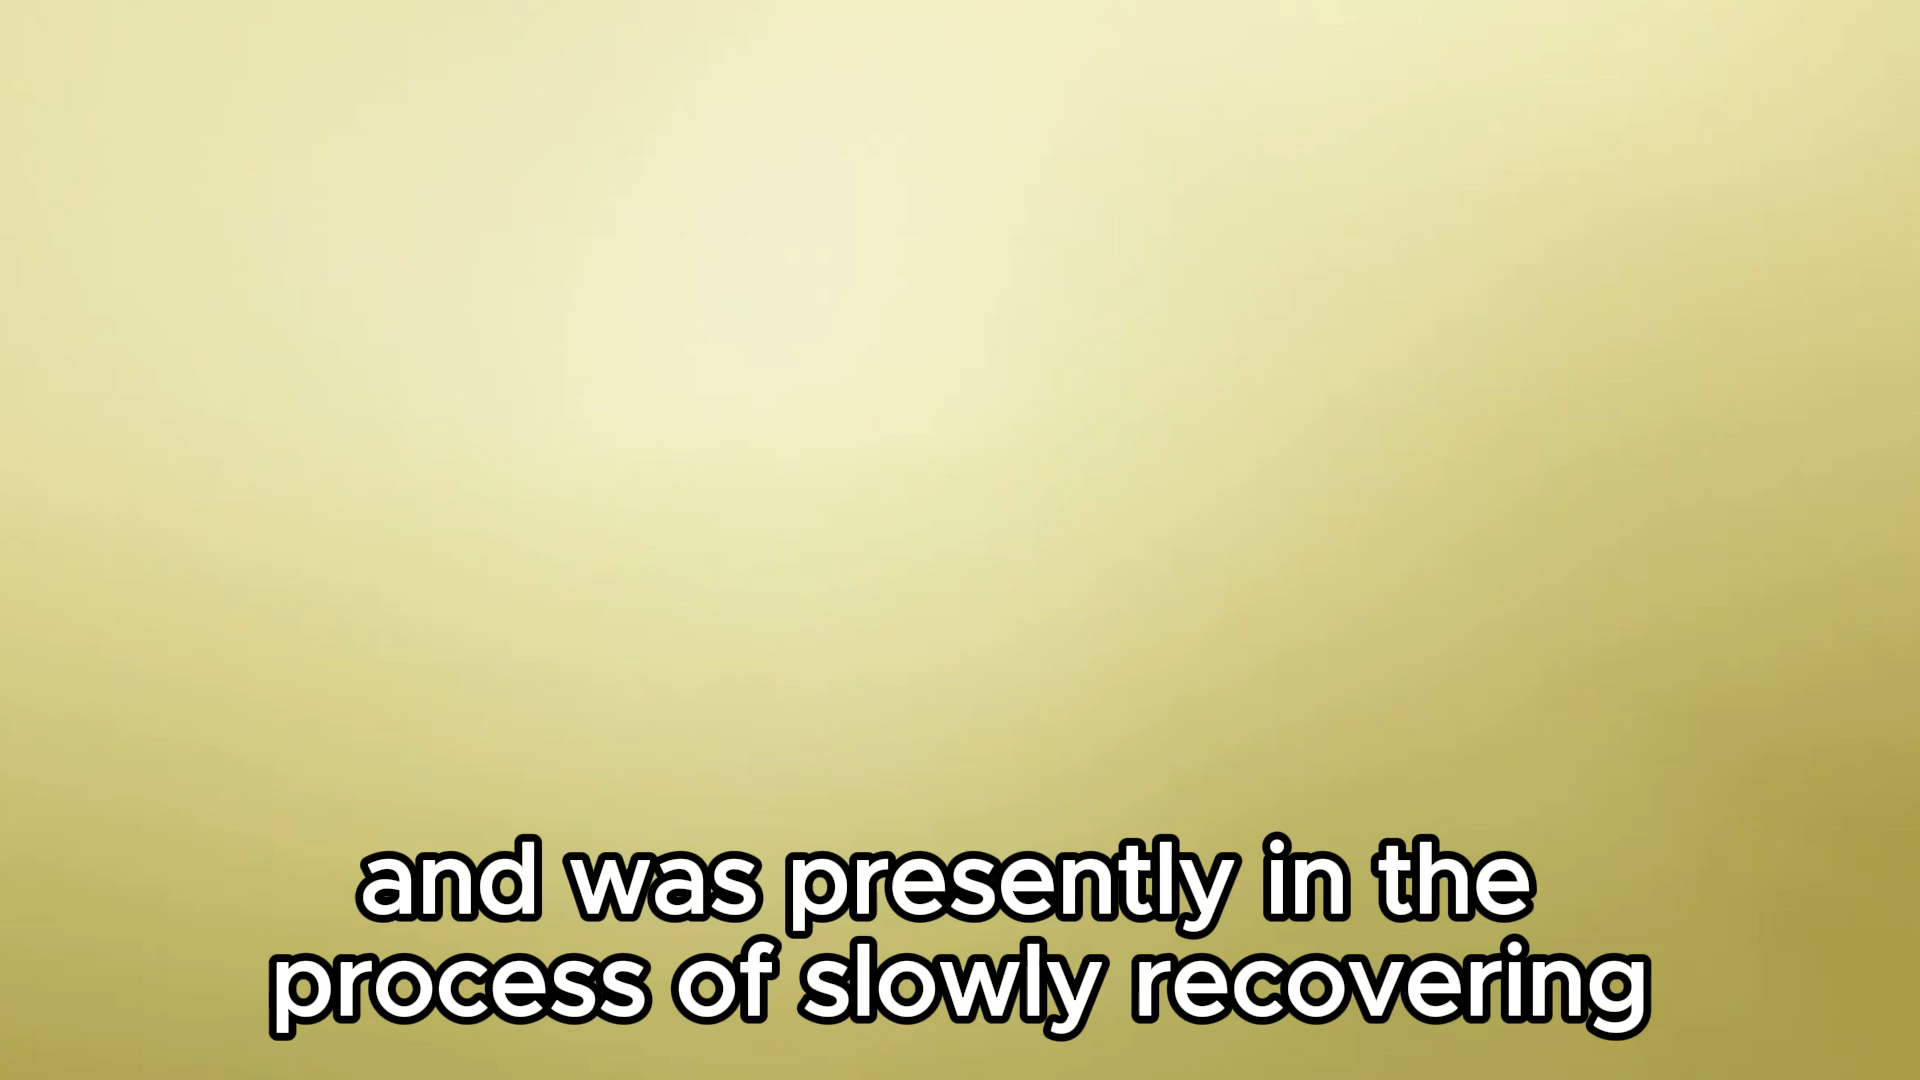 and was presently in the
process of slowly recovering